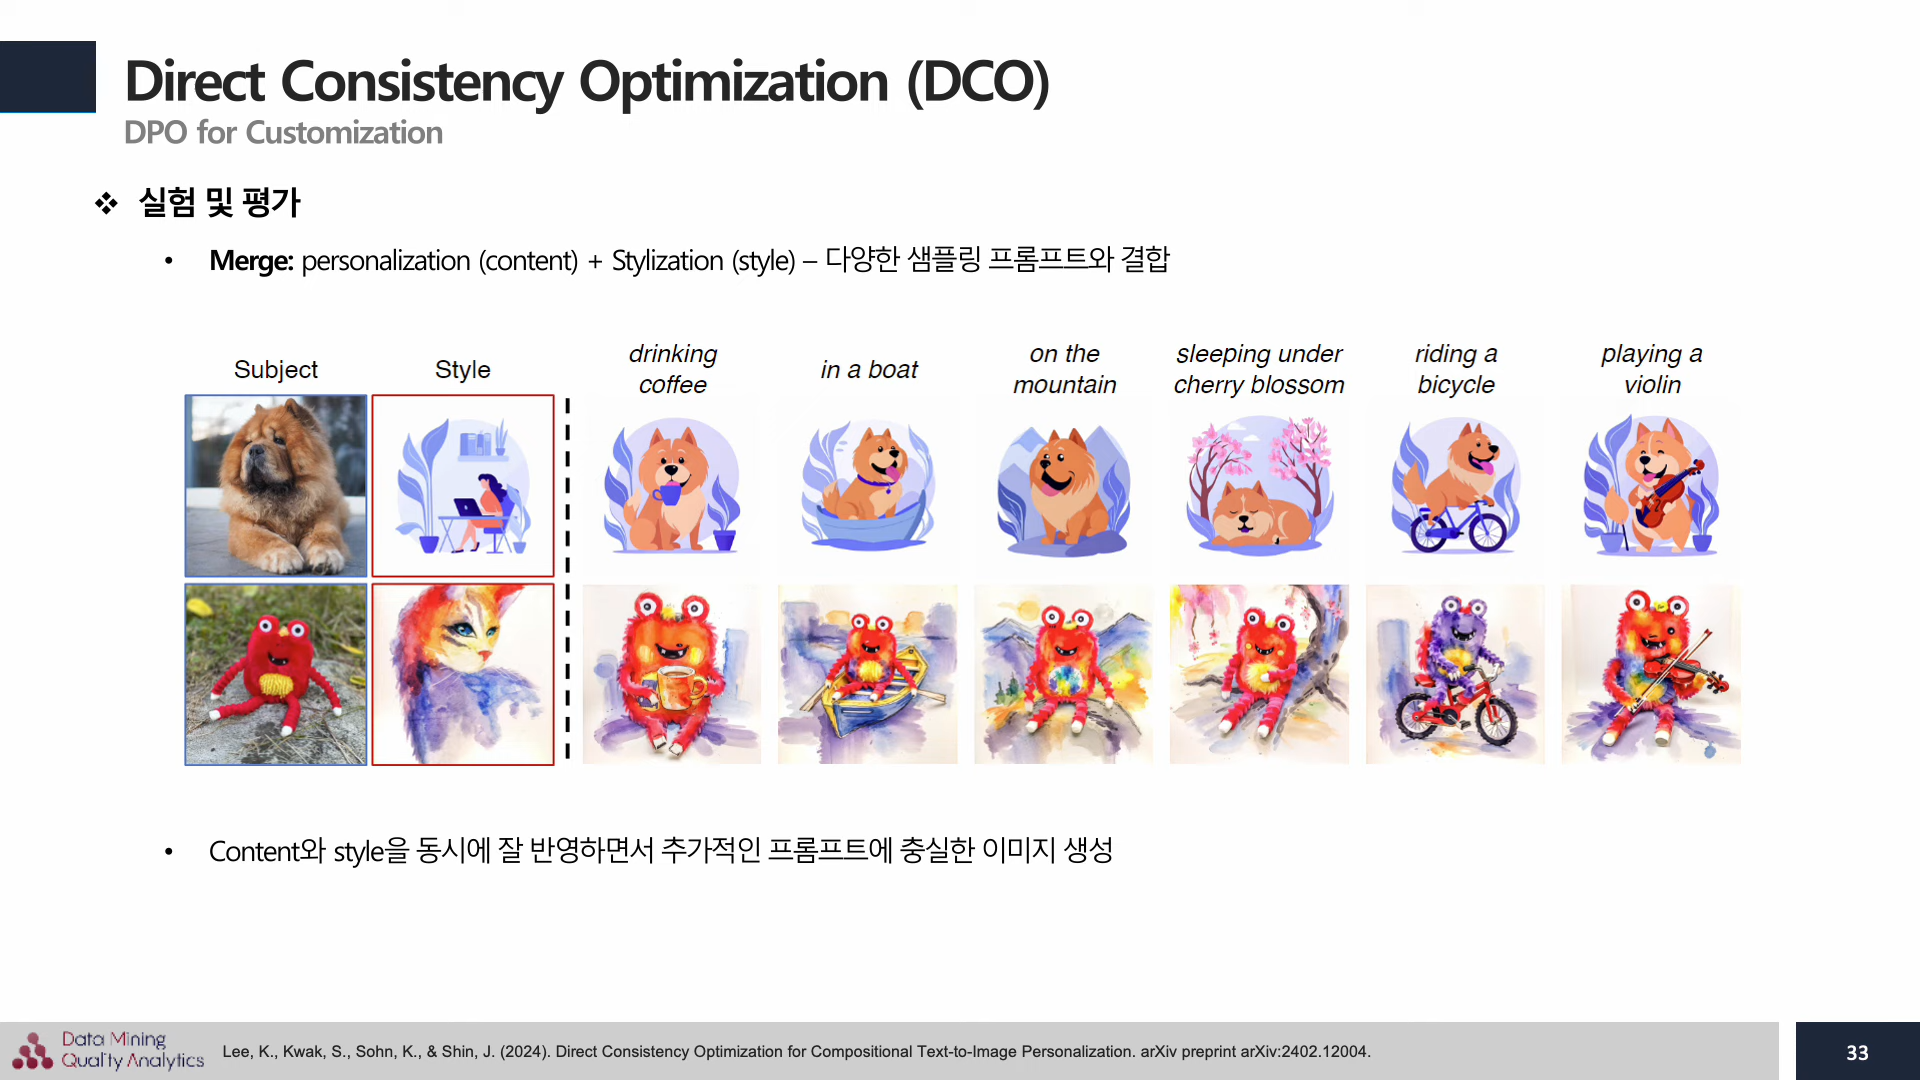 Direct Consistency Optimization (DCO)
DPO for Customization
❖ 실험 및 평가
• Merge: personalization (content) + Stylization (style) – 다양한 샘플링 프롬프트와 결합
Subject
Style
drinking
coffee
in a boat
on the
mountain
sleeping under
cherry blossom
riding a
bicycle
playing a
violin
• Content와 style을 동시에 잘 반영하면서 추가적인 프롬프트에 충실한 이미지 생성
Data Mining
Quality Analytics
Lee, K., Kwak, S., Sohn, K., & Shin, J. (2024). Direct Consistency Optimization for Compositional Text-to-Image Personalization. arXiv preprint arXiv:2402.12004.
33